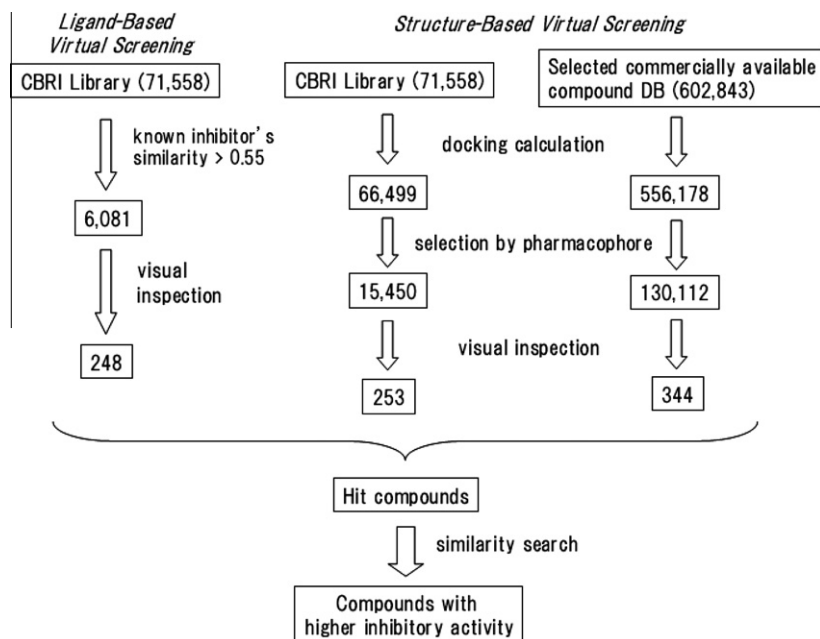 Ligand-Based
Virtual Screening
Structure-Based Virtual Screening
CBRI Library (71,558)
CBRI Library (71,558)
Selected commercially available
compound DB (602,843)
known inhibitor's
similarity > 0.55
docking calculation
6,081
66,499
556,178
selection by pharmacophore
visual
inspection
15,450
130,112
visual inspection
248
253
344
Hit compounds
similarity search
Compounds with
higher inhibitory activity